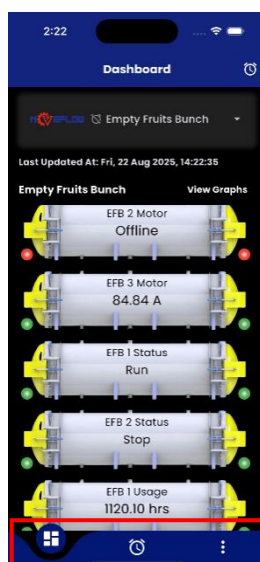 2:22
Dashboard
Empty Fruits Bunch
Last Updated At: Fri, 22 Aug 2025, 14:22:35
Empty Fruits Bunch View Graphs
EFB 2 Motor
Offline
EFB 3 Motor
84.84 A
EFB 1 Status
Run
EFB 2 Status
Stop
EFB 1 Usage
1120.10 hrs